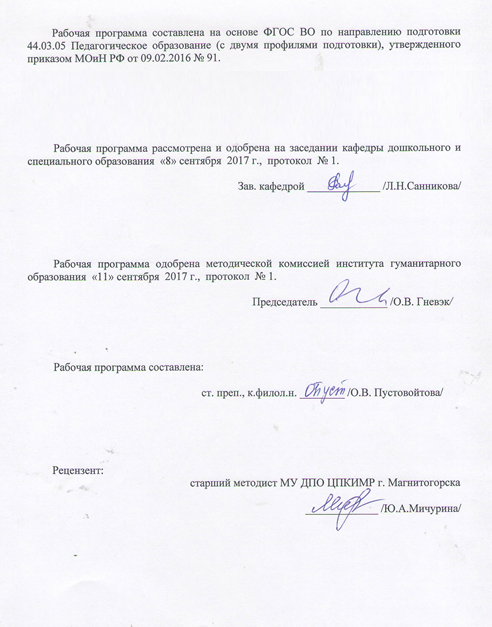 Рабочая программа составлена на основе ФГОС ВО по направлению подготовки
44.03.05 Педагогическое образование (с двумя профилями подготовки), утвержденного
приказом МОиН РФ от 09.02.2016 № 91.
Рабочая программа рассмотрена и одобрена на заседании кафедры дошкольного и
специального образования «8» сентября 2017 г., протокол № 1.
Зав. кафедрой /Л.Н.Санникова/
Рабочая программа одобрена методической комиссией института гуманитарного
образования «11» сентября 2017 г., протокол № 1.
Председатель /О.В. Гневэк/
Рабочая программа составлена:
ст. преп., к.филол.н. /О.В. Пустовойтова/
Рецензент:
старший методист МУ ДПО ЦПКИМР г. Магнитогорска
/Ю.А.Мичурина/